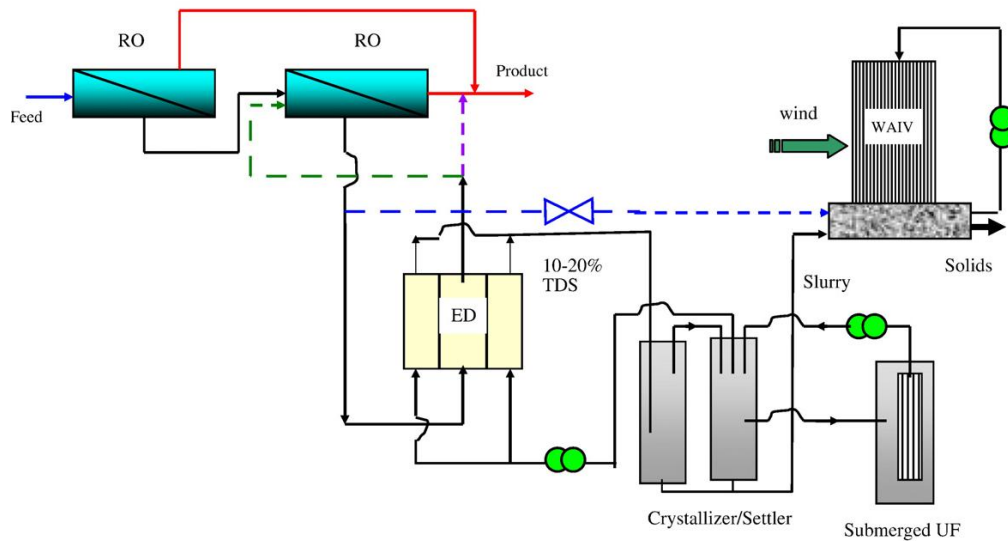 RO
RO
Product
Feed
wind
WAIV
10-20%
TDS
Solids
Slurry
ED
Crystallizer/Settler
Submerged UF